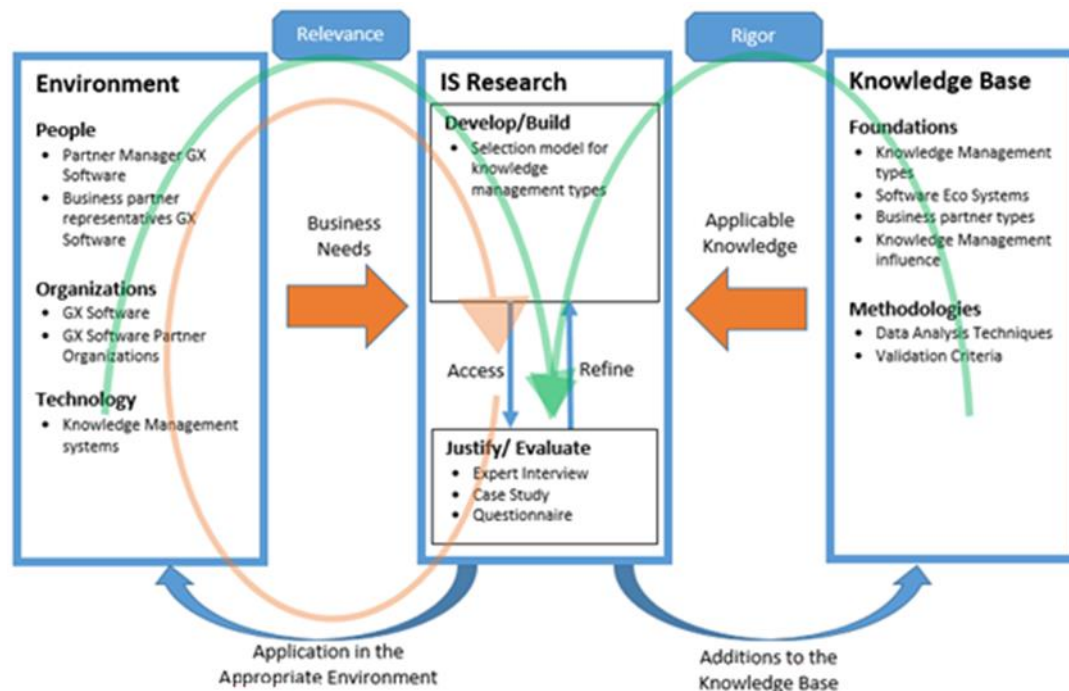 Relevance
Rigor
Environment
People
• Partner Manager GX
Software
• Business partner
representatives GX
Software
Organizations
• GX Software
• GX Software Partner
Organizations
Technology
• Knowledge Management
systems
Business
Needs
IS Research
Develop/Build
• Selection model for
knowledge
management types
Access
Refine
Justify/ Evaluate
• Expert Interview
• Case Study
• Questionnaire
Applicable
Knowledge
Knowledge Base
Foundations
• Knowledge Management
types
• Software Eco Systems
• Business partner types
• Knowledge Management
influence
Methodologies
• Data Analysis Techniques
• Validation Criteria
Application in the
Appropriate Environment
Additions to the
Knowledge Base